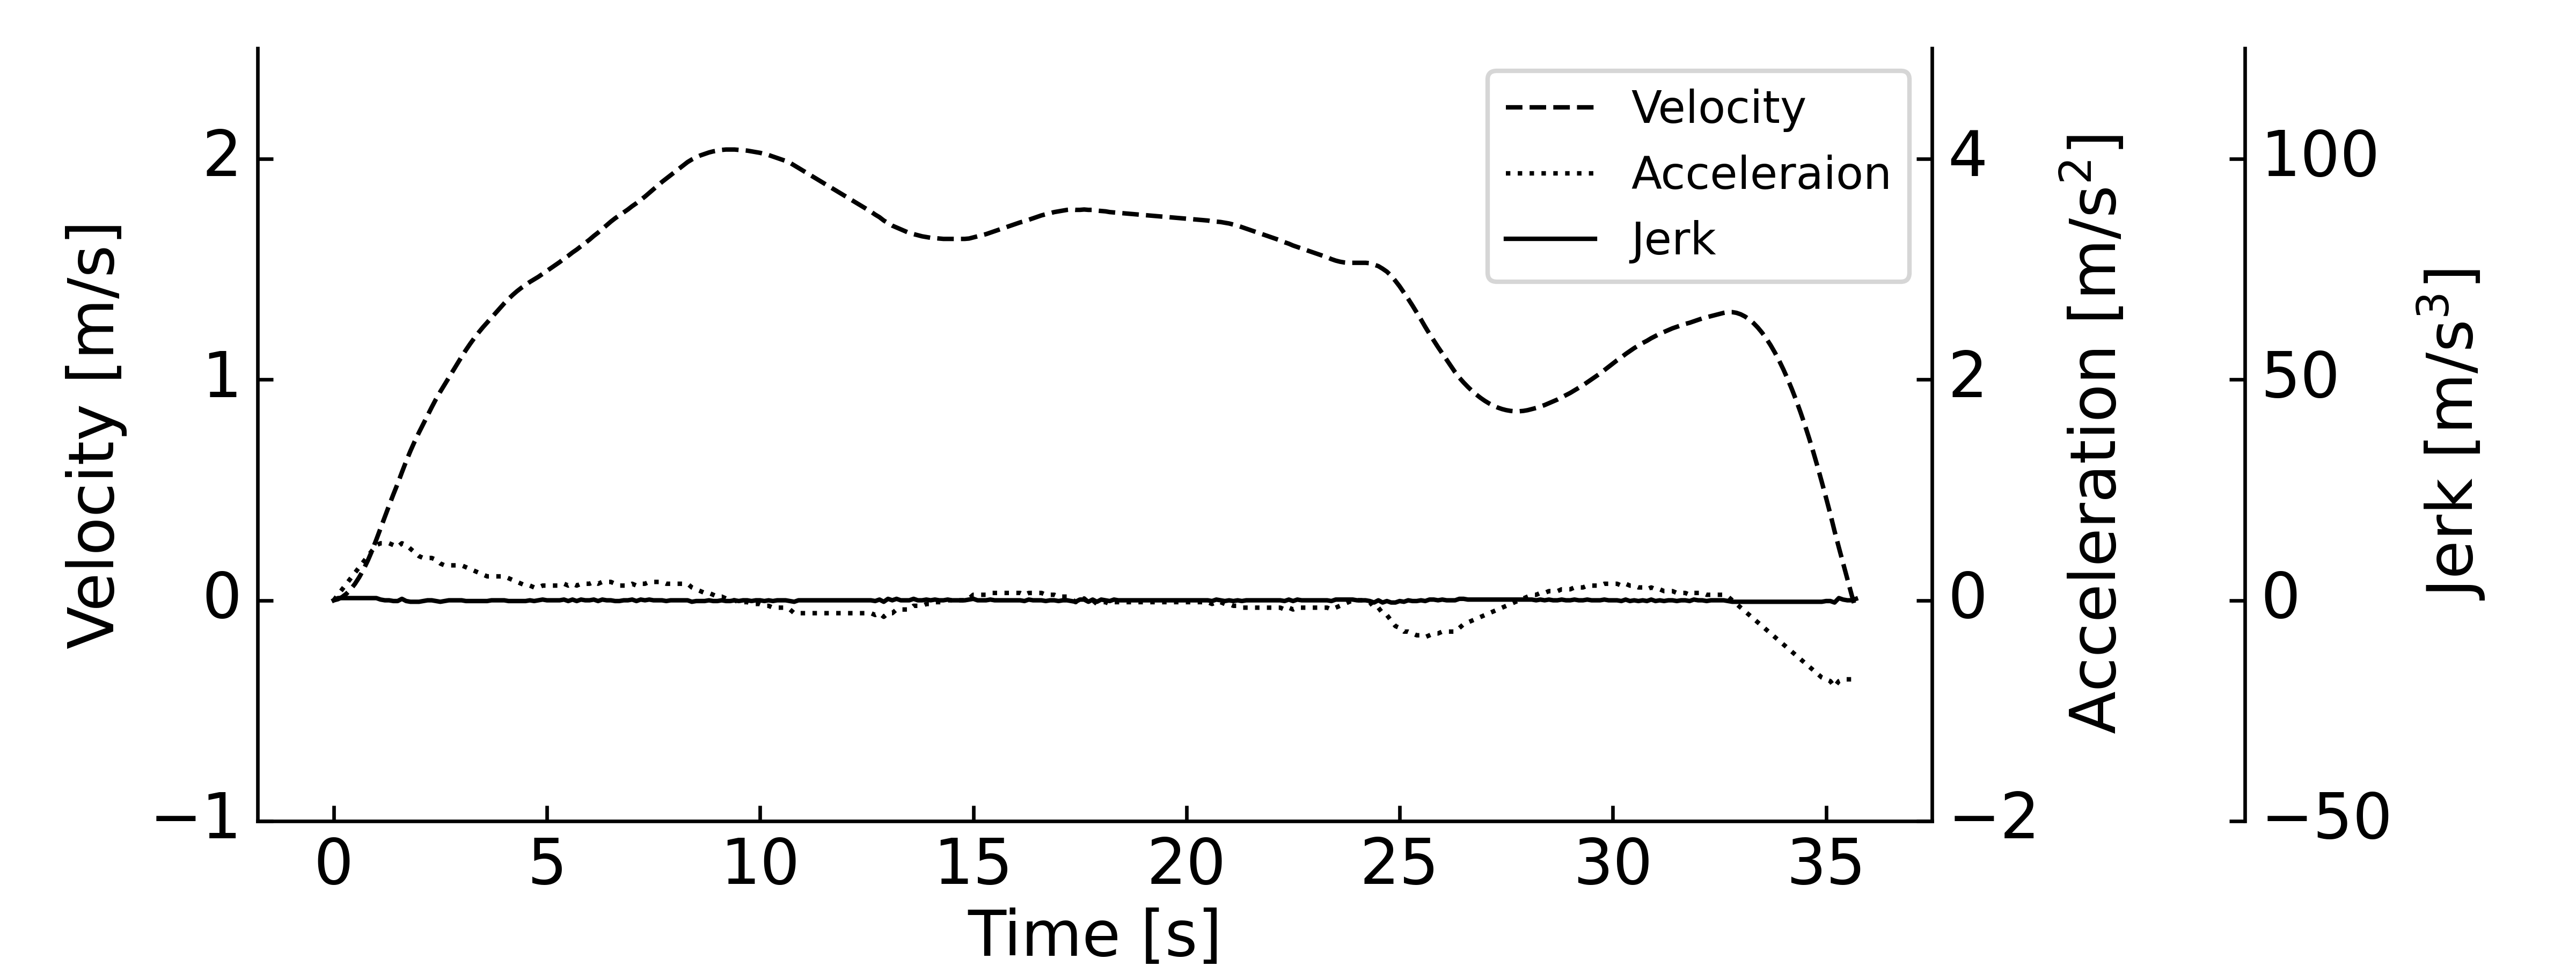 Velocity [m/s]
2
1
0
−1
0 5 10 15 20 25 30 35
Time [s]
Velocity
Acceleraion
Jerk
4
2
0
−2
Acceleration [m/s²]
100
50
0
−50
Jerk [m/s³]